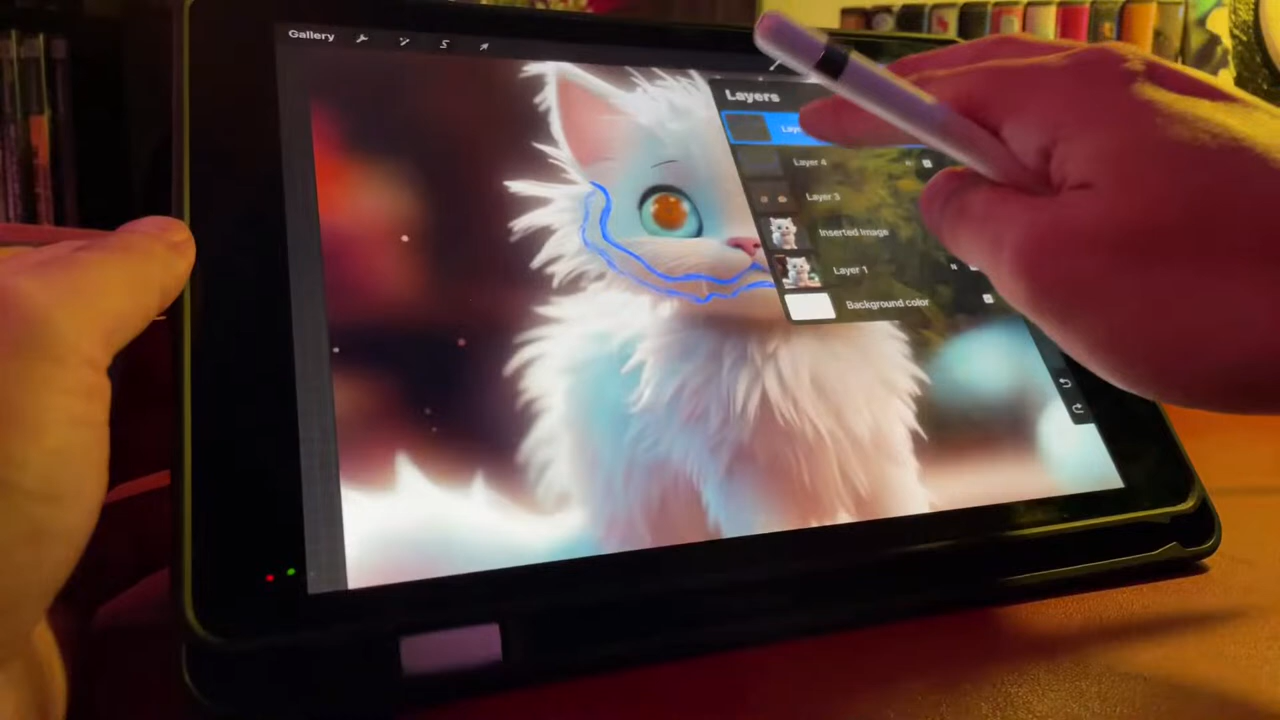 Gallery
Layers
Layer 4
Layer 3
Inserted Image
Layer 1
N
Background color